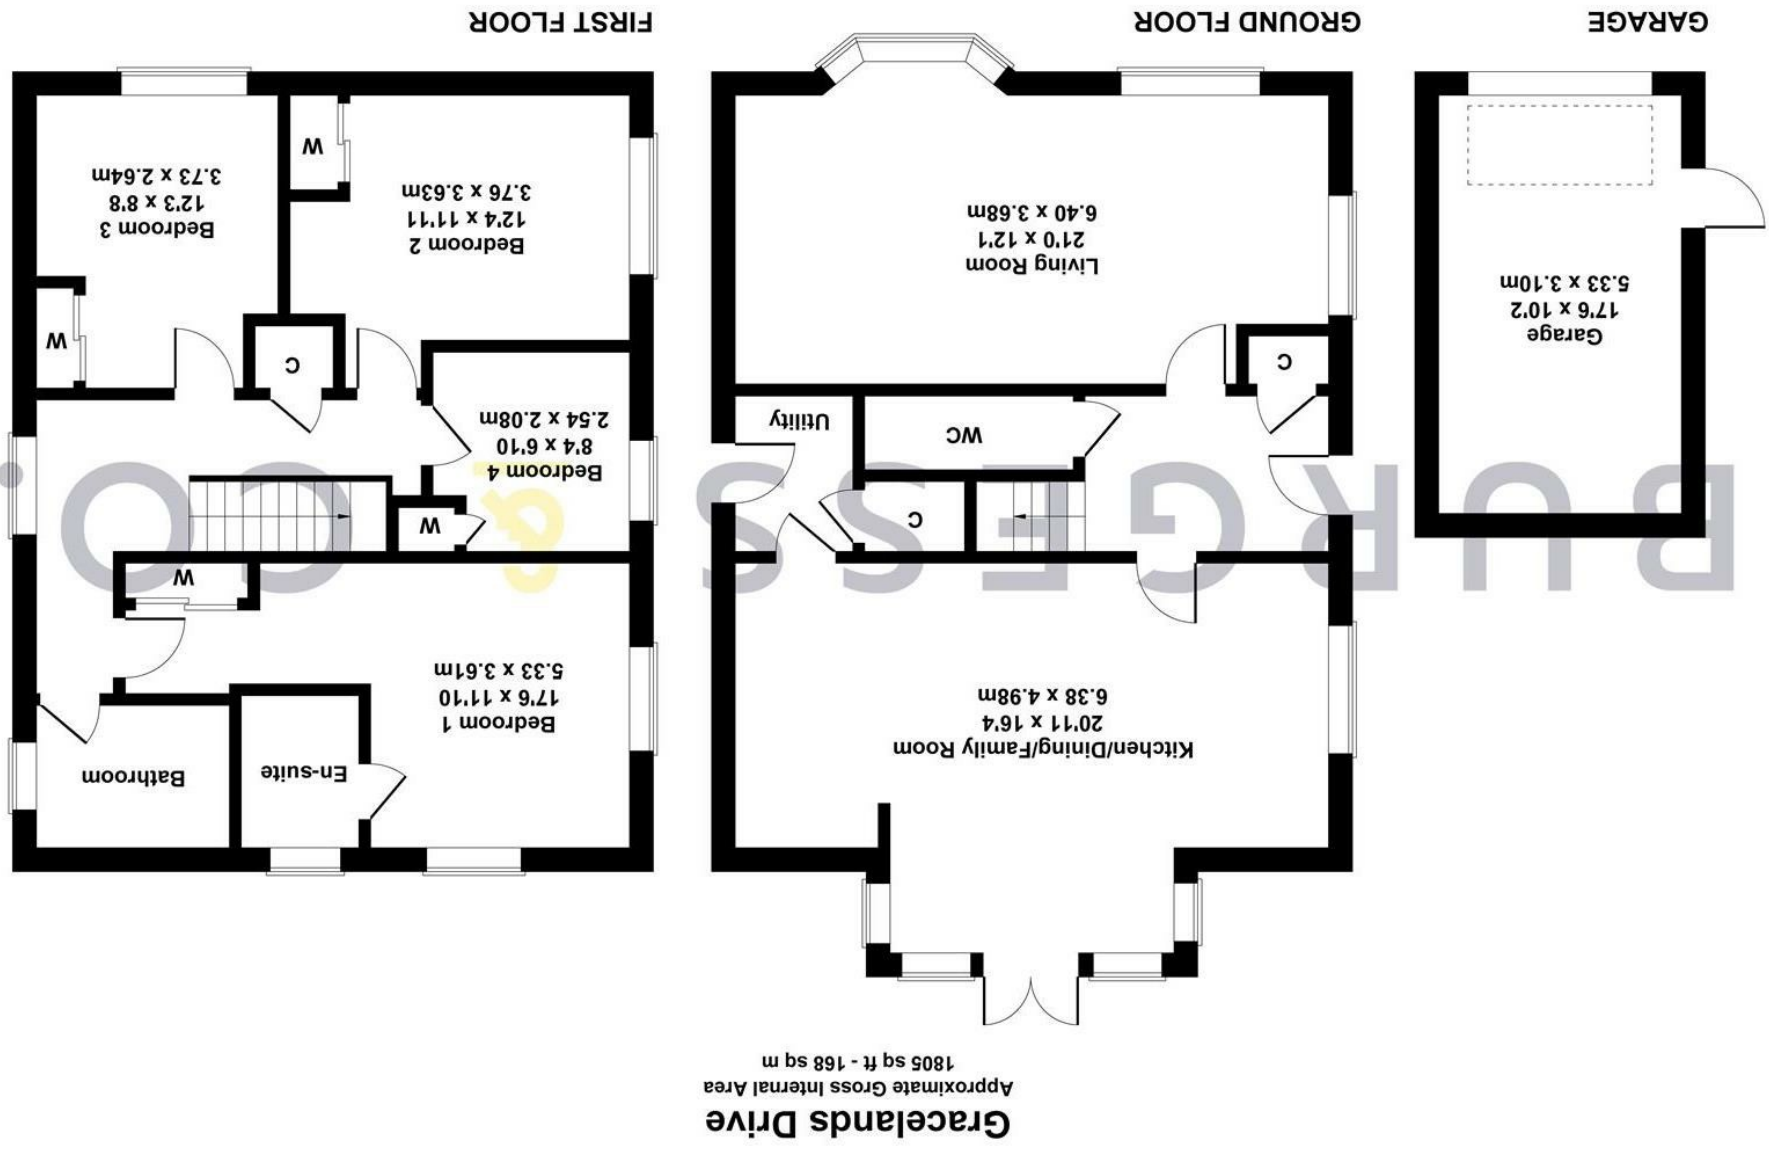 Gracelands Drive
Approximate Gross Internal Area
1805 sq ft - 168 sq m
BURGESS & CO.
Garage
17'6 x 10'2
5.33 x 3.10m
GARAGE
Kitchen/Dining/Family Room
20'11 x 16'4
6.38 x 4.98m
C
WC
Utility
C
Living Room
21'0 x 12'1
6.40 x 3.68m
GROUND FLOOR
En-suite
Bathroom
Bedroom 1
17'6 x 11'10
5.33 x 3.61m
W
W
Bedroom 4
8'4 x 6'10
2.54 x 2.08m
C
W
Bedroom 2
12'4 x 11'11
3.76 x 3.63m
Bedroom 3
12'3 x 8'8
3.73 x 2.64m
W
FIRST FLOOR